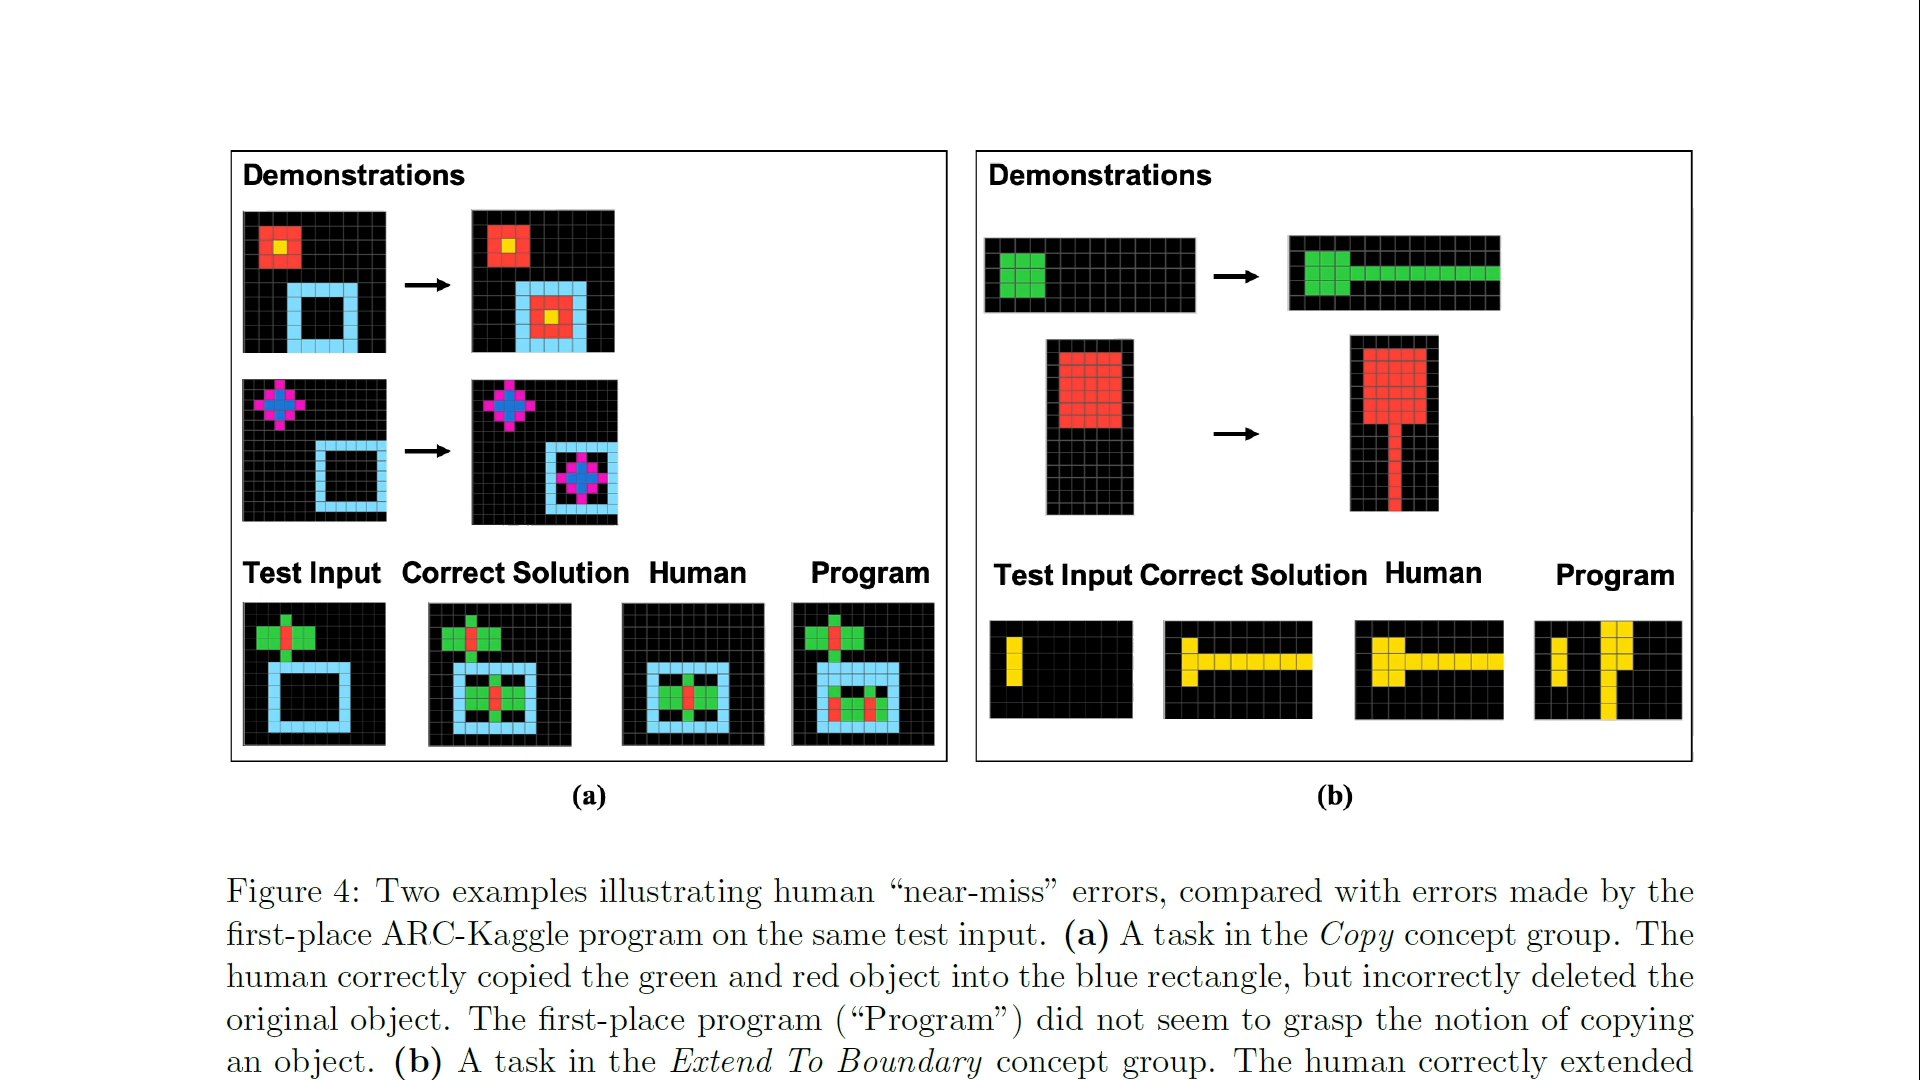 Demonstrations
Test Input Correct Solution Human Program
(a)
Demonstrations
Test Input Correct Solution Human Program
(b)
Figure 4: Two examples illustrating human “near-miss” errors, compared with errors made by the
first-place ARC-Kaggle program on the same test input. (a) A task in the Copy concept group. The
human correctly copied the green and red object into the blue rectangle, but incorrectly deleted the
original object. The first-place program (“Program”) did not seem to grasp the notion of copying
an object. (b) A task in the Extend To Boundary concept group. The human correctly extended